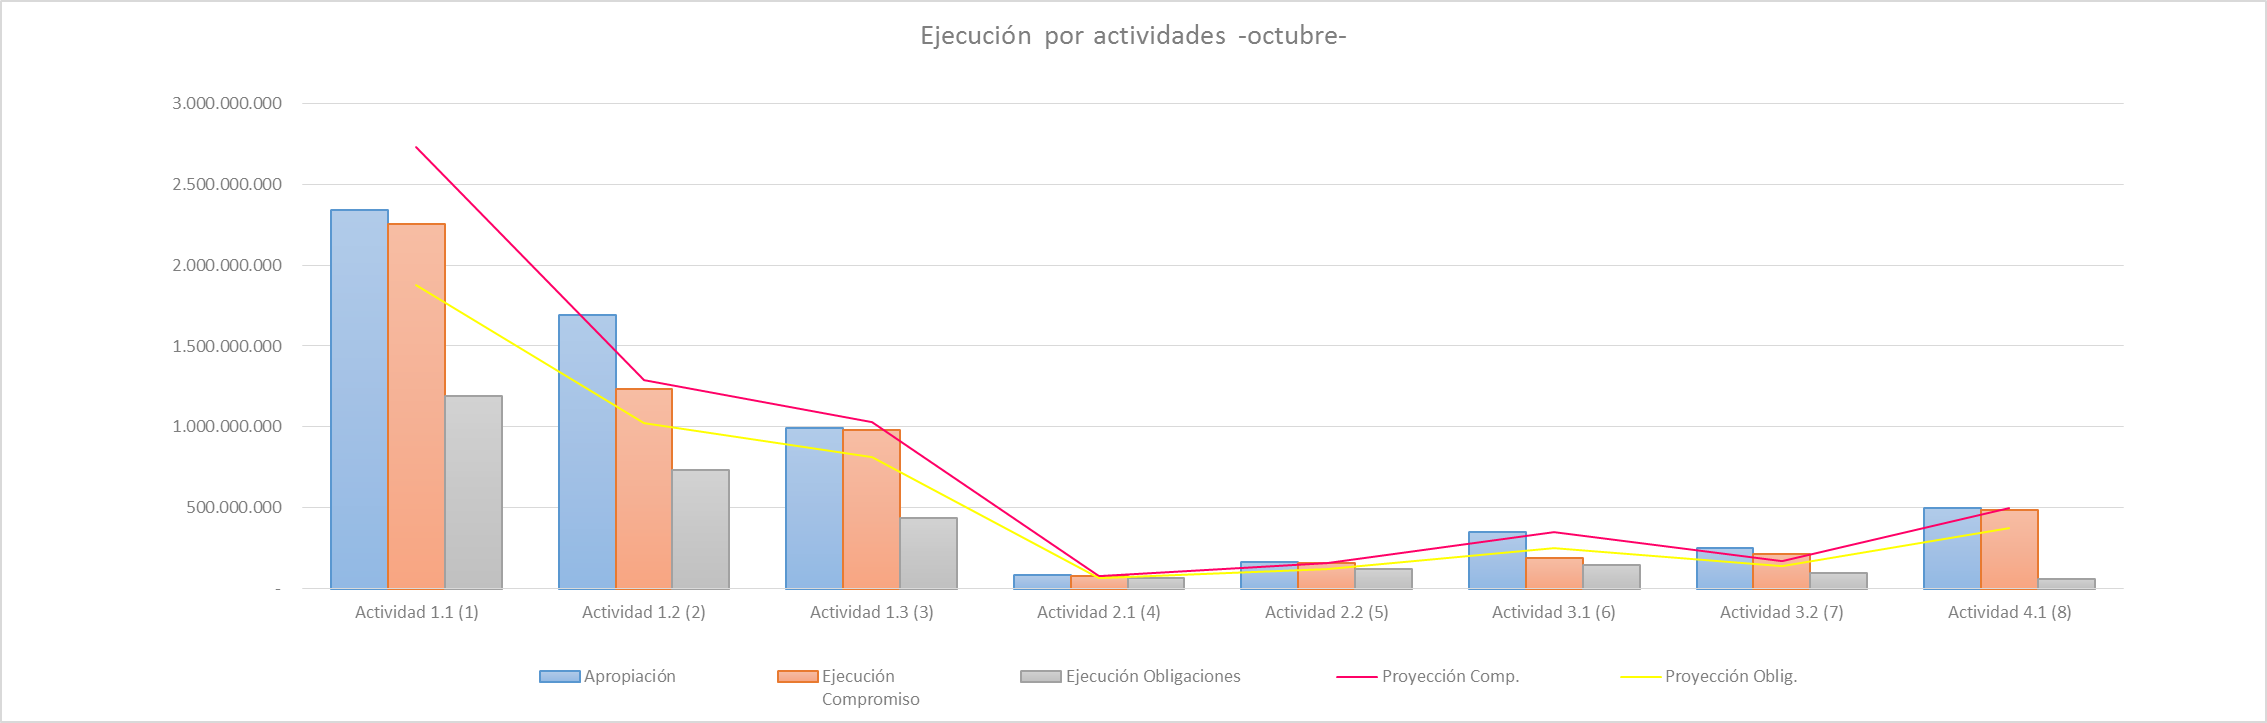 Ejecución por actividades -octubre-
3.000.000.000
2.500.000.000
2.000.000.000
1.500.000.000
1.000.000.000
500.000.000
-
Actividad 1.1 (1)
Actividad 1.2 (2)
Actividad 1.3 (3)
Actividad 2.1 (4)
Actividad 2.2 (5)
Actividad 3.1 (6)
Actividad 3.2 (7)
Actividad 4.1 (8)
Apropiación
Ejecución
Compromiso
Ejecución Obligaciones
Proyección Comp.
Proyección Oblig.